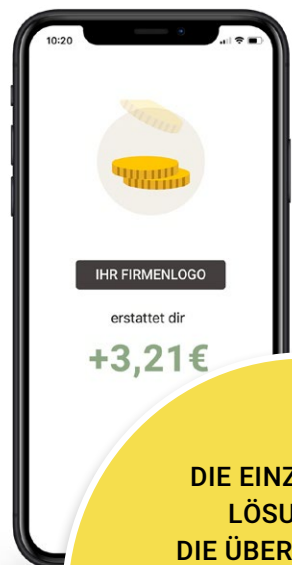 10:20
IHR FIRMENLOGO
erstattet dir
+3,21€
DIE EINZ
LÖSU
DIE ÜBER